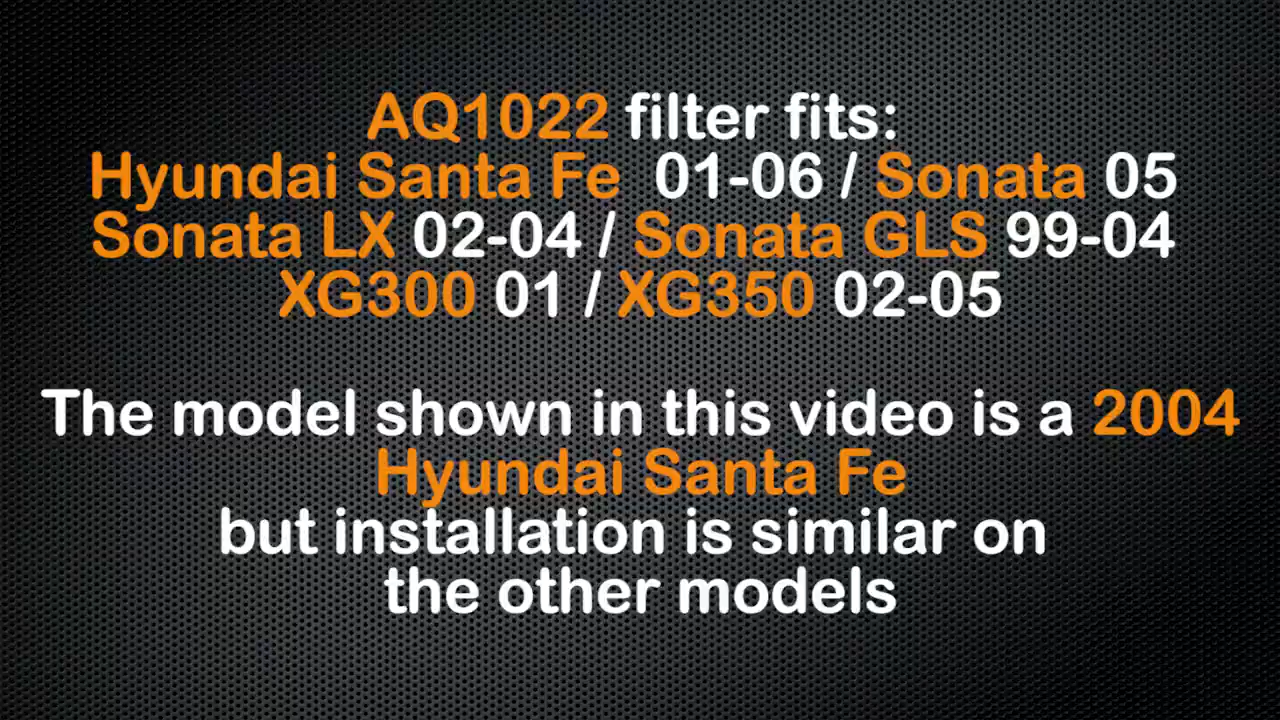 AQ1022 filter fits:
Hyundai Santa Fe 01-06 / Sonata 05
Sonata LX 02-04 / Sonata GLS 99-04
XG300 01 / XG350 02-05
The model shown in this video is a 2004
Hyundai Santa Fe
but installation is similar on
the other models